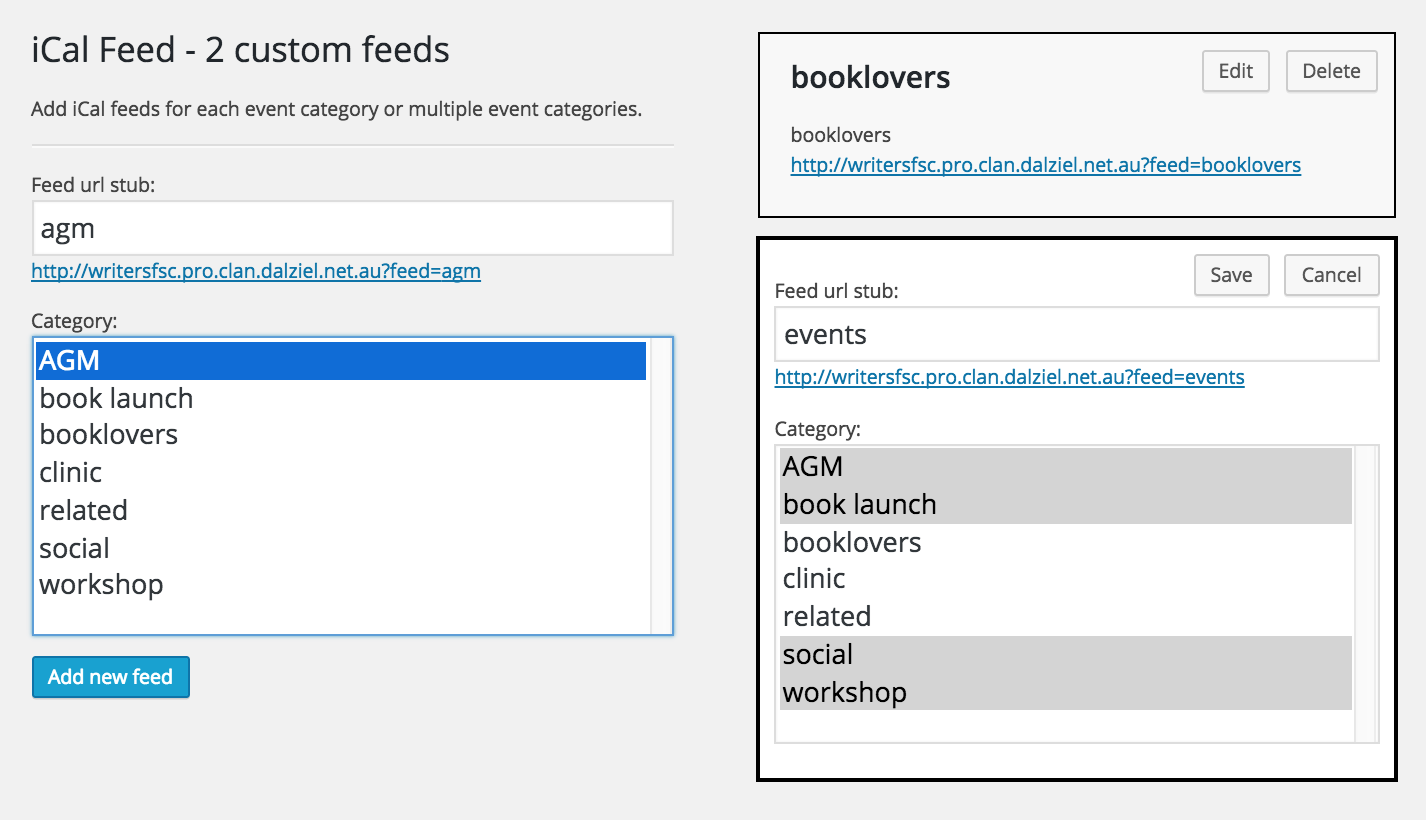 iCal Feed - 2 custom feeds
Add iCal feeds for each event category or multiple event categories.
Feed url stub:
agm
http://writersfsc.pro.clan.dalziel.net.au?feed=agm
Category:
AGM
book launch
booklovers
clinic
related
social
workshop
Add new feed
booklovers
Edit
Delete
booklovers
http://writersfsc.pro.clan.dalziel.net.au?feed=booklovers
Save
Cancel
Feed url stub:
events
http://writersfsc.pro.clan.dalziel.net.au?feed=events
Category:
AGM
book launch
booklovers
clinic
related
social
workshop